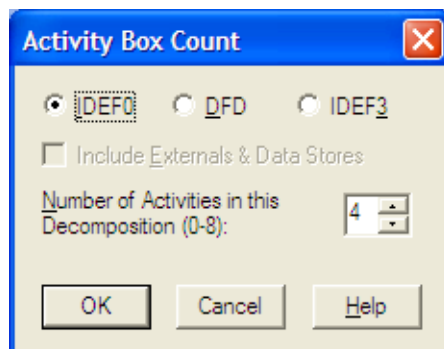 Activity Box Count
IDEF0 DFD IDEF3
Include Externals & Data Stores
Number of Activities in this
Decomposition (0-8):
4
OK Cancel Help